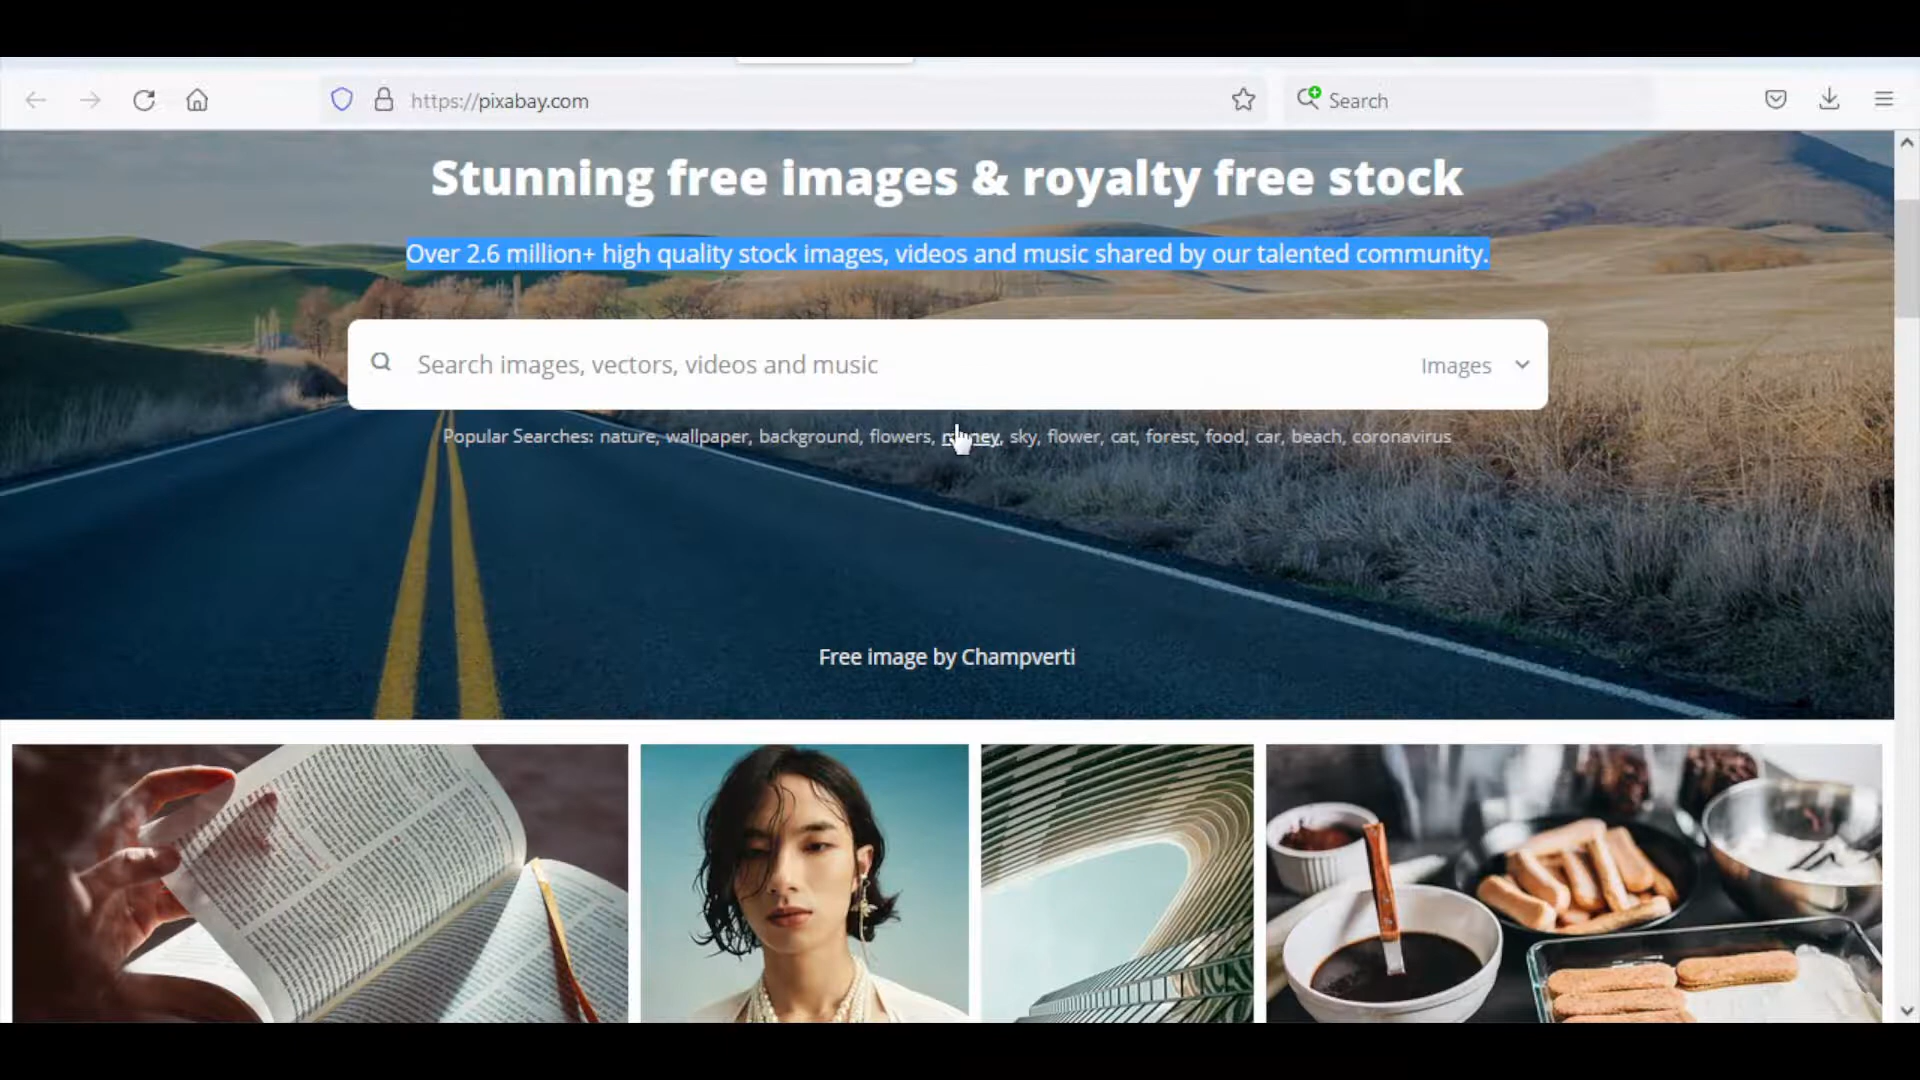 https://pixabay.com
Search
Stunning free images & royalty free stock
Over 2.6 million+ high quality stock images, videos and music shared by our talented community.
Search images, vectors, videos and music
Images
Popular Searches: nature, wallpaper, background, flowers, money, sky, flower, cat, forest, food, car, beach, coronavirus
Free image by Champverti